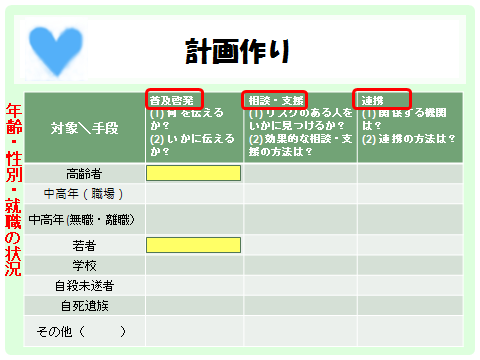 計画作り
年齢・性別・就職の状況
対象＼手段
普及啓発
(1) 何を伝える
か？
(2) いかに伝える
か？
相談・支援
(1) リスクのある人を
いかに見つけるか？
(2) 効果的な相談・支
援の方法は？
連携
(1) 関係する機関
は？
(2) 連携の方法は？
高齢者
中高年（職場）
中高年(無職・離職)
若者
学校
自殺未遂者
自死遺族
その他（　　　）